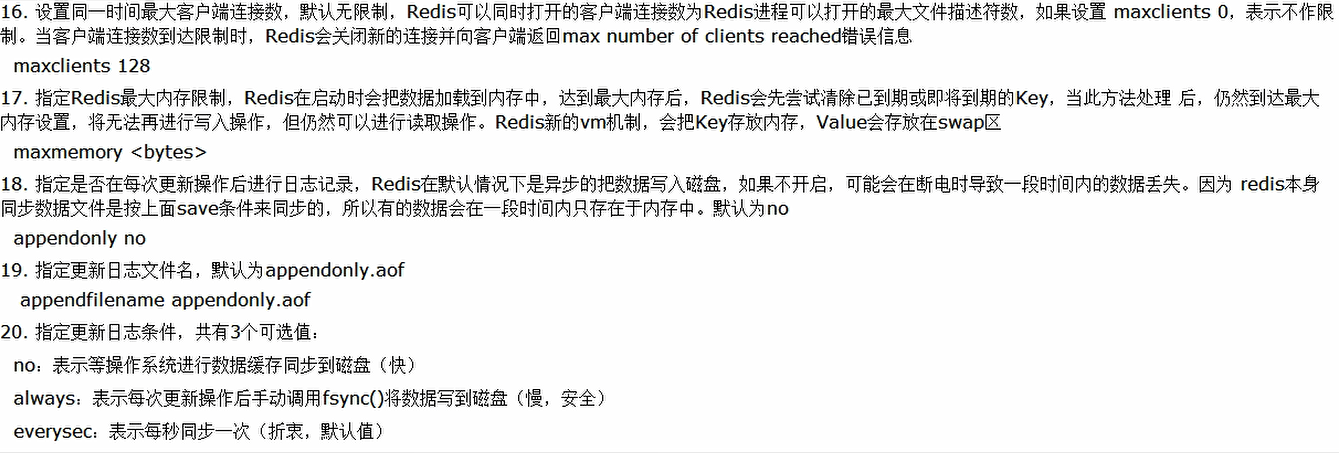 16. 设置同一时间最大客户端连接数，默认无限制，Redis可以同时打开的客户端连接数为Redis进程可以打开的最大文件描述符数，如果设置 maxclients 0，表示不作限
制。当客户端连接数到达限制时，Redis会关闭新的连接并向客户端返回max number of clients reached错误信息
maxclients 128
17. 指定Redis最大内存限制，Redis在启动时会把数据加载到内存中，达到最大内存后，Redis会先尝试清除已到期或即将到期的Key，当此方法处理 后，仍然到达最大
内存设置，将无法再进行写入操作，但仍然可以进行读取操作。Redis新的vm机制，会把Key存放内存，Value会存放在swap区
maxmemory <bytes>
18. 指定是否在每次更新操作后进行日志记录，Redis在默认情况下是异步的把数据写入磁盘，如果不开启，可能会在断电时导致一段时间内的数据丢失。因为 redis本身
同步数据文件是按上面save条件来同步的，所以有的数据会在一段时间内只存在于内存中。默认为no
appendonly no
19. 指定更新日志文件名，默认为appendonly.aof
appendfilename appendonly.aof
20. 指定更新日志条件，共有3个可选值：
no：表示等操作系统进行数据缓存同步到磁盘（快）
always：表示每次更新操作后手动调用fsync()将数据写到磁盘（慢，安全）
everysec：表示每秒同步一次（折衷，默认值）